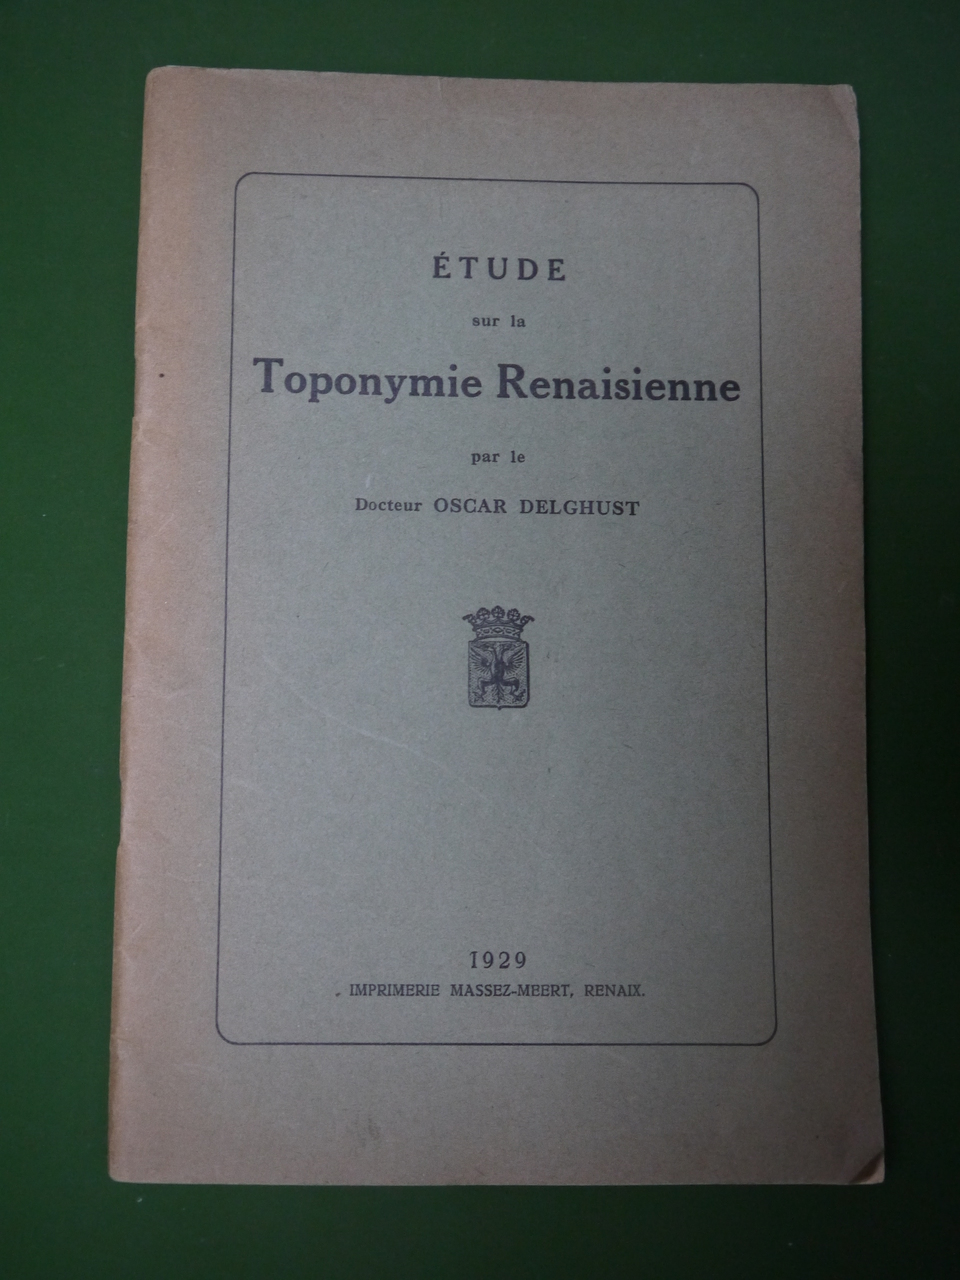 ÉTUDE
sur la
Toponymie Renaisienne
par le
Docteur OSCAR DELGHUST
1929
IMPRIMERIE MASSEZ-MEERT, RENAIX.